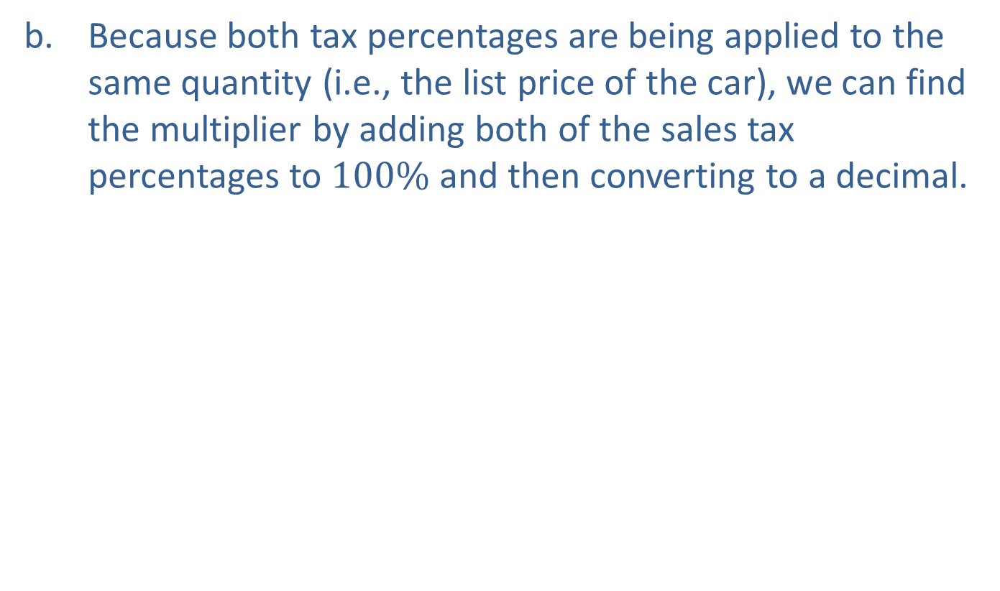 b. Because both tax percentages are being applied to the
same quantity (i.e., the list price of the car), we can find
the multiplier by adding both of the sales tax
percentages to 100% and then converting to a decimal.